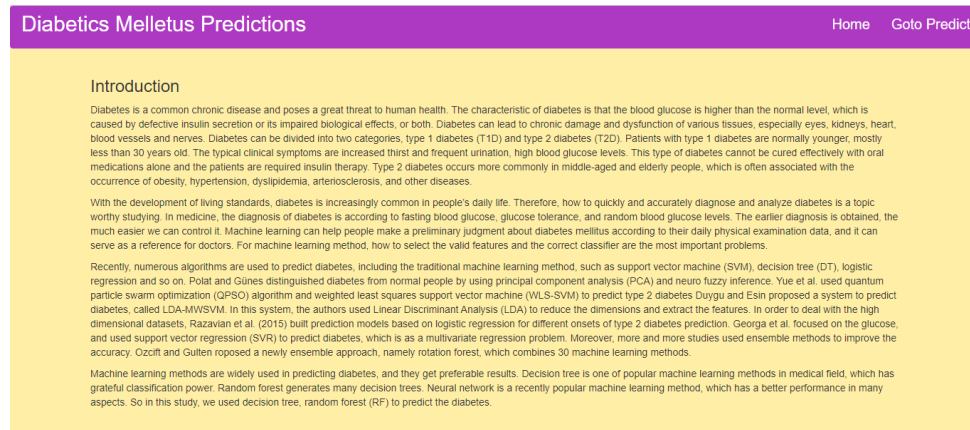 Diabetics Melletus Predictions
Home Goto Predict
Introduction
Diabetes is a common chronic disease and poses a great threat to human health. The characteristic of diabetes is that the blood glucose is higher than the normal level, which is
caused by defective insulin secretion or its impaired biological effects, or both. Diabetes can lead to chronic damage and dysfunction of various tissues, especially eyes, kidneys, heart,
blood vessels and nerves. Diabetes can be divided into two categories, type 1 diabetes (T1D) and type 2 diabetes (T2D). Patients with type 1 diabetes are normally younger, mostly
less than 30 years old. The typical clinical symptoms are increased thirst and frequent urination, high blood glucose levels. This type of diabetes cannot be cured effectively with oral
medications alone and the patients are required insulin therapy. Type 2 diabetes occurs more commonly in middle-aged and elderly people, which is often associated with the
occurrence of obesity, hypertension, dyslipidemia, arteriosclerosis, and other diseases.
With the development of living standards, diabetes is increasingly common in people's daily life. Therefore, how to quickly and accurately diagnose and analyze diabetes is a topic
worthy studying. In medicine, the diagnosis of diabetes is according to fasting blood glucose, glucose tolerance, and random blood glucose levels. The earlier diagnosis is obtained, the
much easier we can control it. Machine learning can help people make a preliminary judgment about diabetes mellitus according to their daily physical examination data, and it can
serve as a reference for doctors. For machine learning method, how to select the valid features and the correct classifier are the most important problems.
Recently, numerous algorithms are used to predict diabetes, including the traditional machine learning method, such as support vector machine (SVM), decision tree (DT), logistic
regression and so on. Polat and Günes distinguished diabetes from normal people by using principal component analysis (PCA) and neuro fuzzy inference. Yue et al. used quantum
particle swarm optimization (QPSO) algorithm and weighted least squares support vector machine (WLS-SVM) to predict type 2 diabetes Duygu and Esin proposed a system to predict
diabetes, called LDA-MWSVM. In this system, the authors used Linear Discriminant Analysis (LDA) to reduce the dimensions and extract the features. In order to deal with the high
dimensional datasets, Razavian et al. (2015) built prediction models based on logistic regression for different onsets of type 2 diabetes prediction. Georga et al. focused on the glucose,
and used support vector regression (SVR) to predict diabetes, which is as a multivariate regression problem. Moreover, more and more studies used ensemble methods to improve the
accuracy. Ozcift and Gulten roposed a newly ensemble approach, namely rotation forest, which combines 30 machine learning methods.
Machine learning methods are widely used in predicting diabetes, and they get preferable results. Decision tree is one of popular machine learning methods in medical field, which has
grateful classification power. Random forest generates many decision trees. Neural network is a recently popular machine learning method, which has a better performance in many
aspects. So in this study, we used decision tree, random forest (RF) to predict the diabetes.